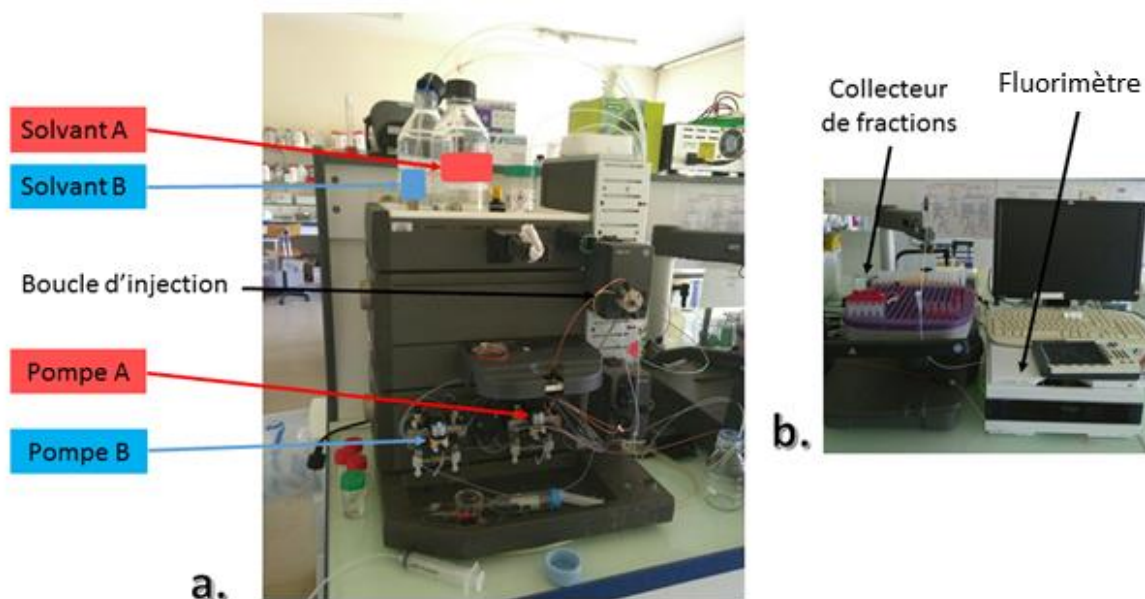 Solvant A
Solvant B
Boucle d'injection
Pompe A
Pompe B
a.
Collecteur
de fractions
Fluorimètre
b.